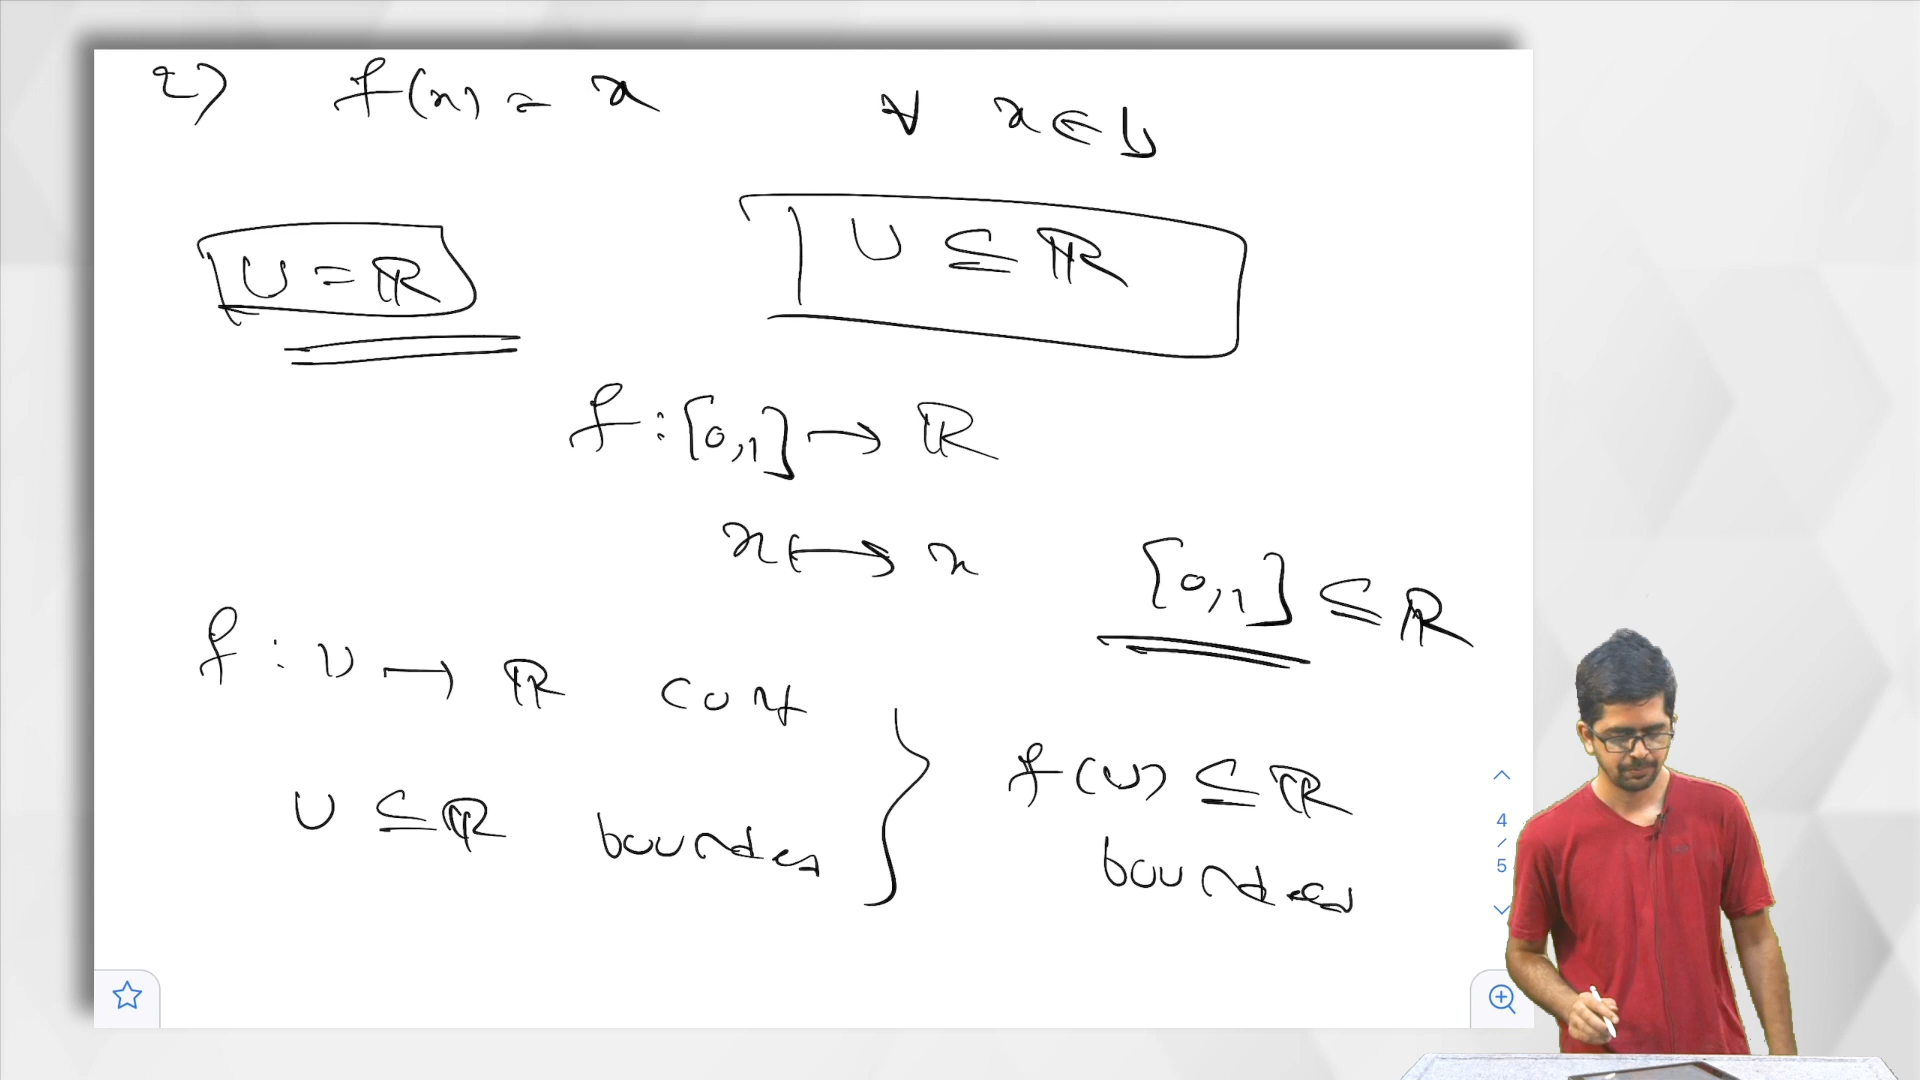 2) f(x) = x ∀ x ∈ U
U = ℝ U ⊆ ℝ
f : [0,1] → ℝ
x ↦ x
[0,1] ⊆ ℝ
f : U → ℝ cont
U ⊆ ℝ bounded
f(U) ⊆ ℝ
bounded
4
/
5